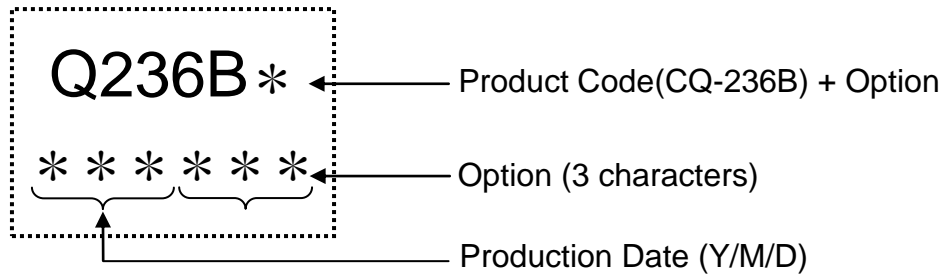 Q236B* Product Code(CQ-236B) + Option
****** Option (3 characters)
Production Date (Y/M/D)